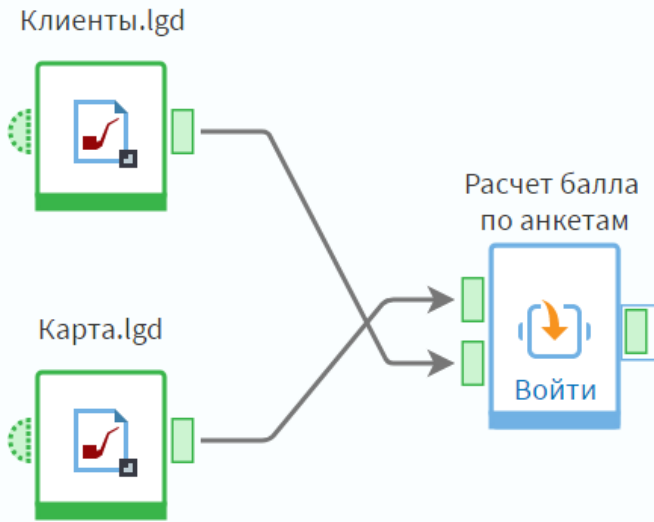 Клиенты.lgd
Расчет балла
по анкетам
Карта.lgd
Войти